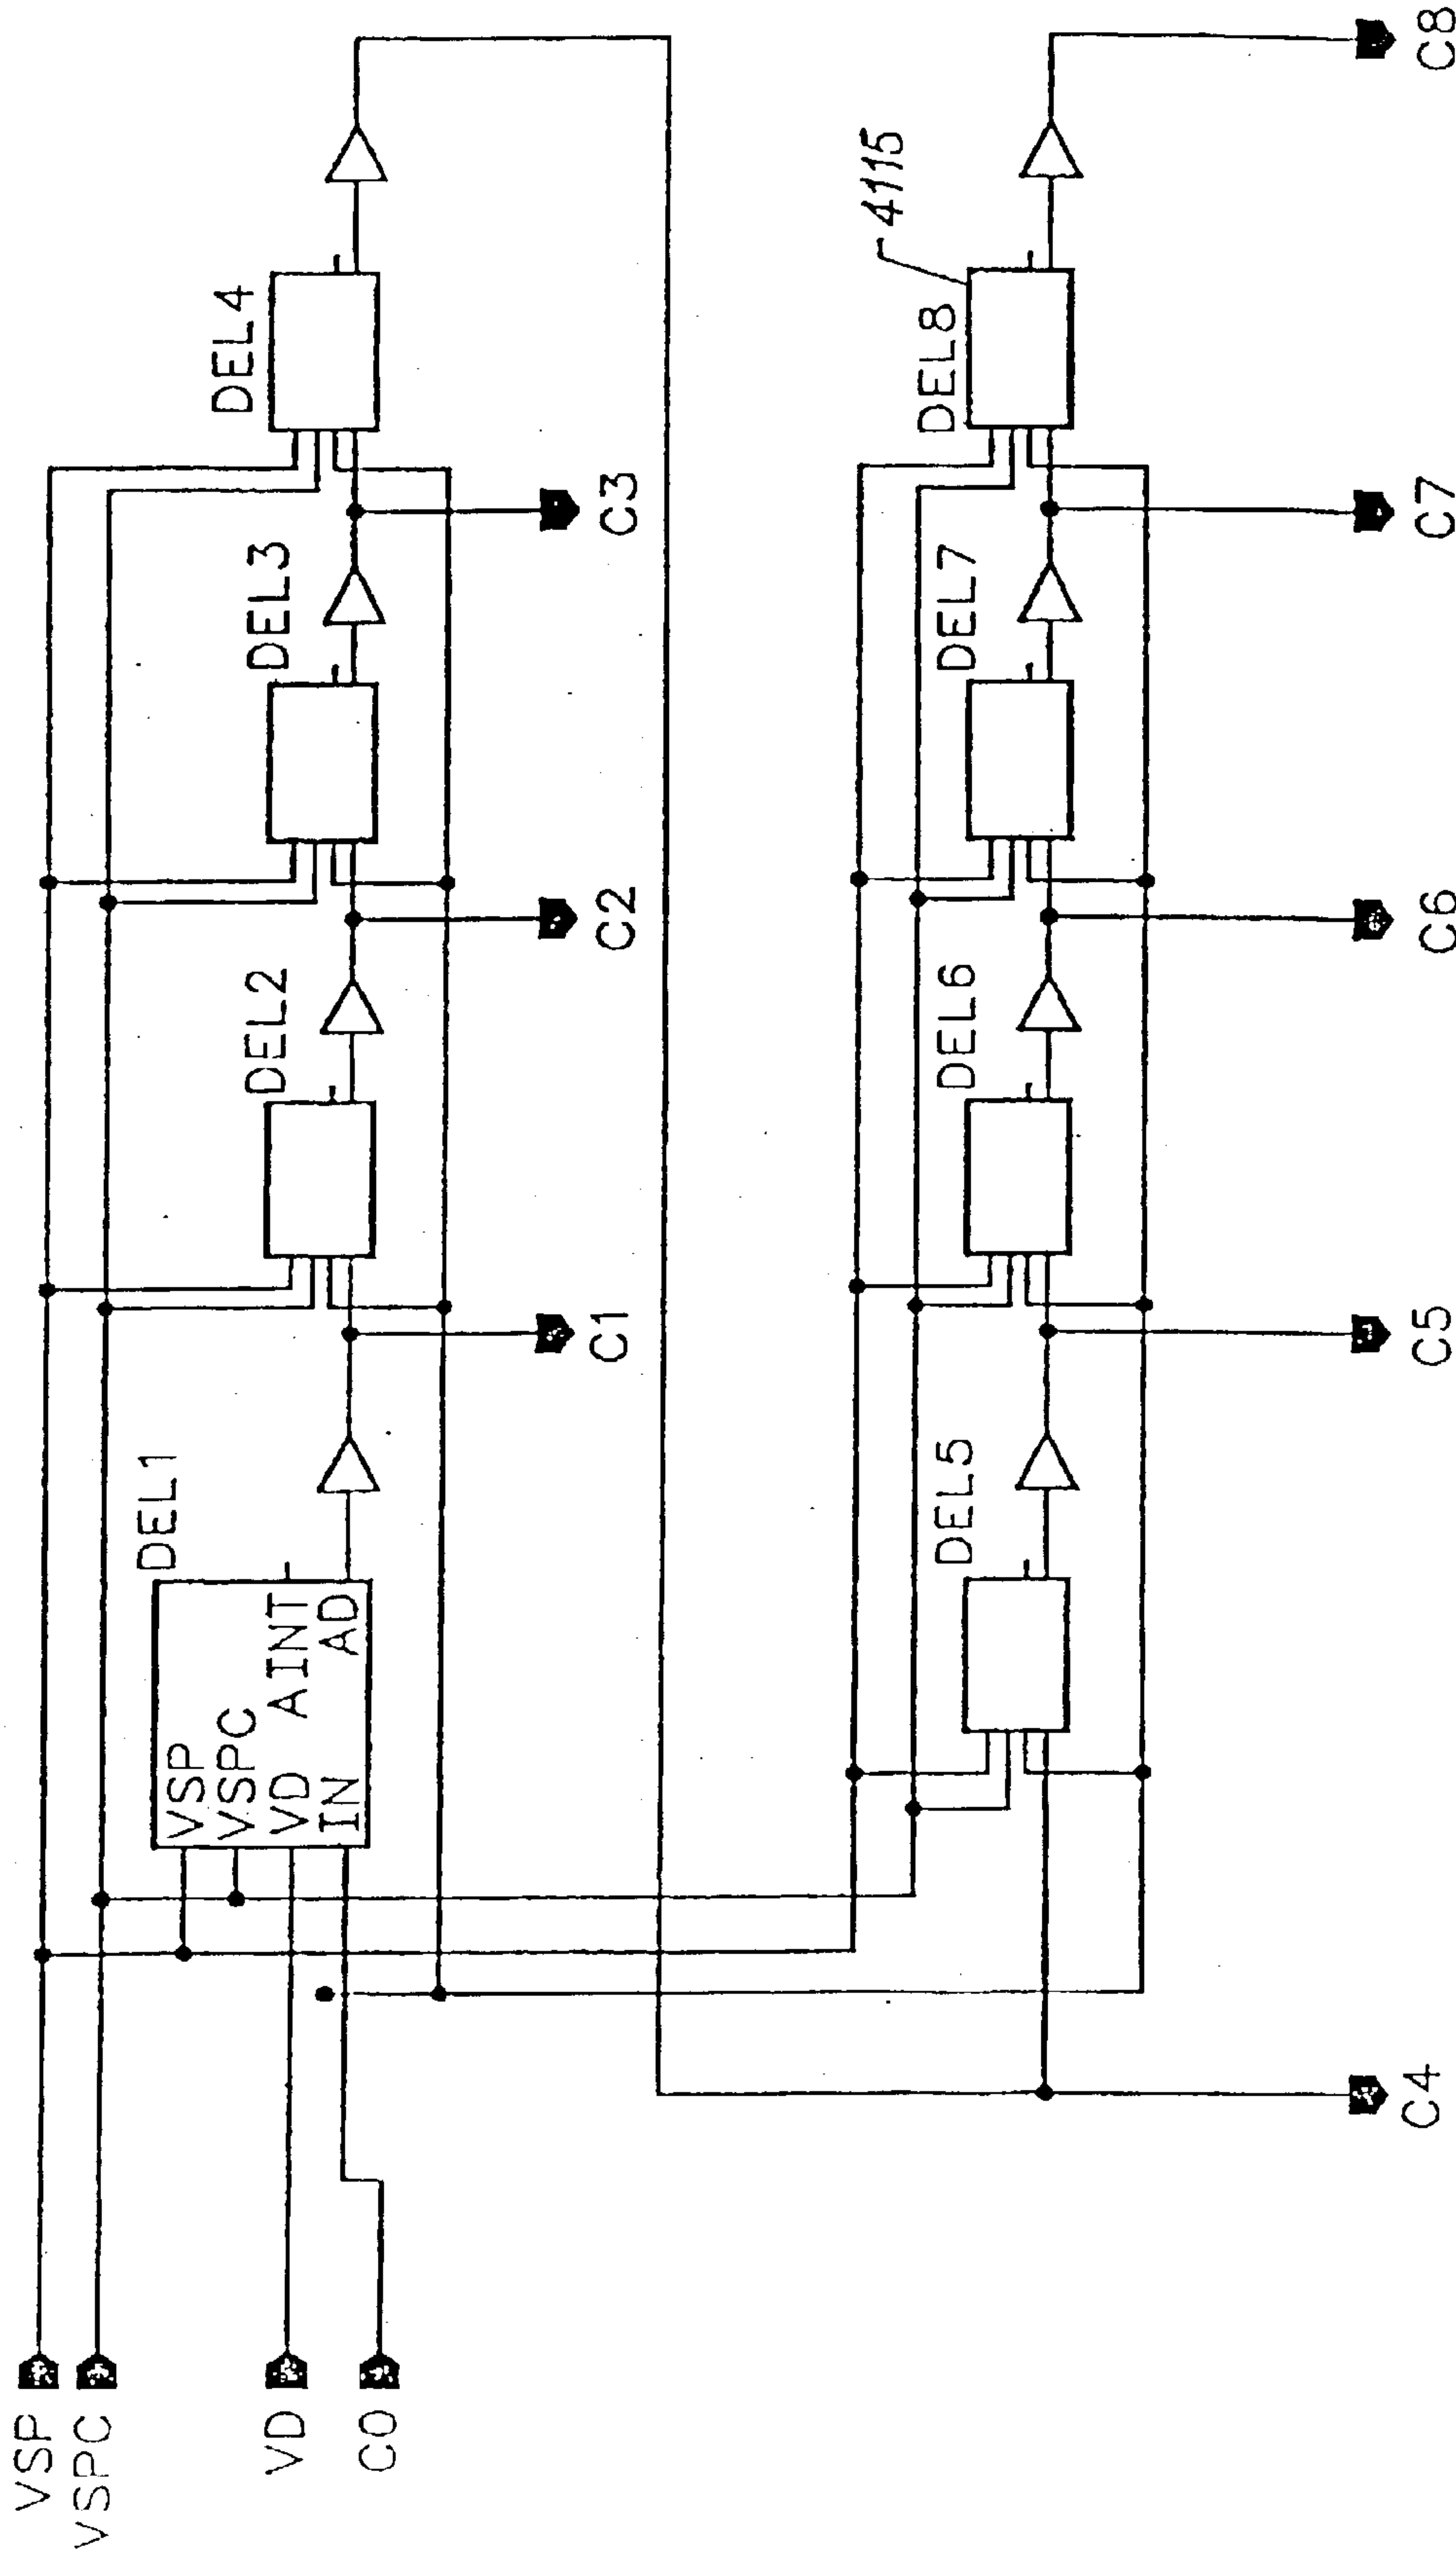 VSP
VSPC
VD
C0
DEL1
VSP
VSPC
VD AINT
IN AD
DEL2
DEL3
DEL4
C1
C2
C3
DEL5
DEL6
DEL7
DEL8
4115
C4
C5
C6
C7
C8